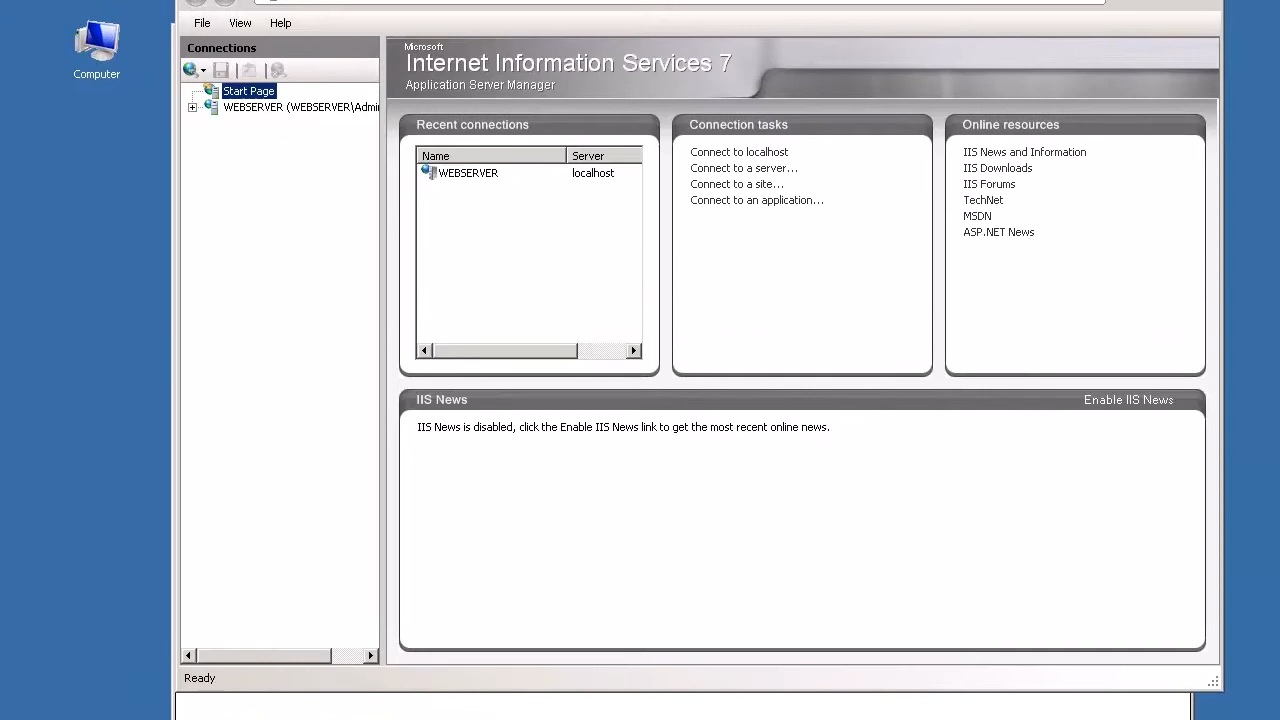 File View Help
Computer
Connections
Start Page
WEBSERVER (WEBSERVER\Admi
Microsoft
Internet Information Services 7
Application Server Manager
Recent connections
Name Server
WEBSERVER localhost
Connection tasks
Connect to localhost
Connect to a server...
Connect to a site...
Connect to an application...
Online resources
IIS News and Information
IIS Downloads
IIS Forums
TechNet
MSDN
ASP.NET News
IIS News Enable IIS News
IIS News is disabled, click the Enable IIS News link to get the most recent online news.
Ready